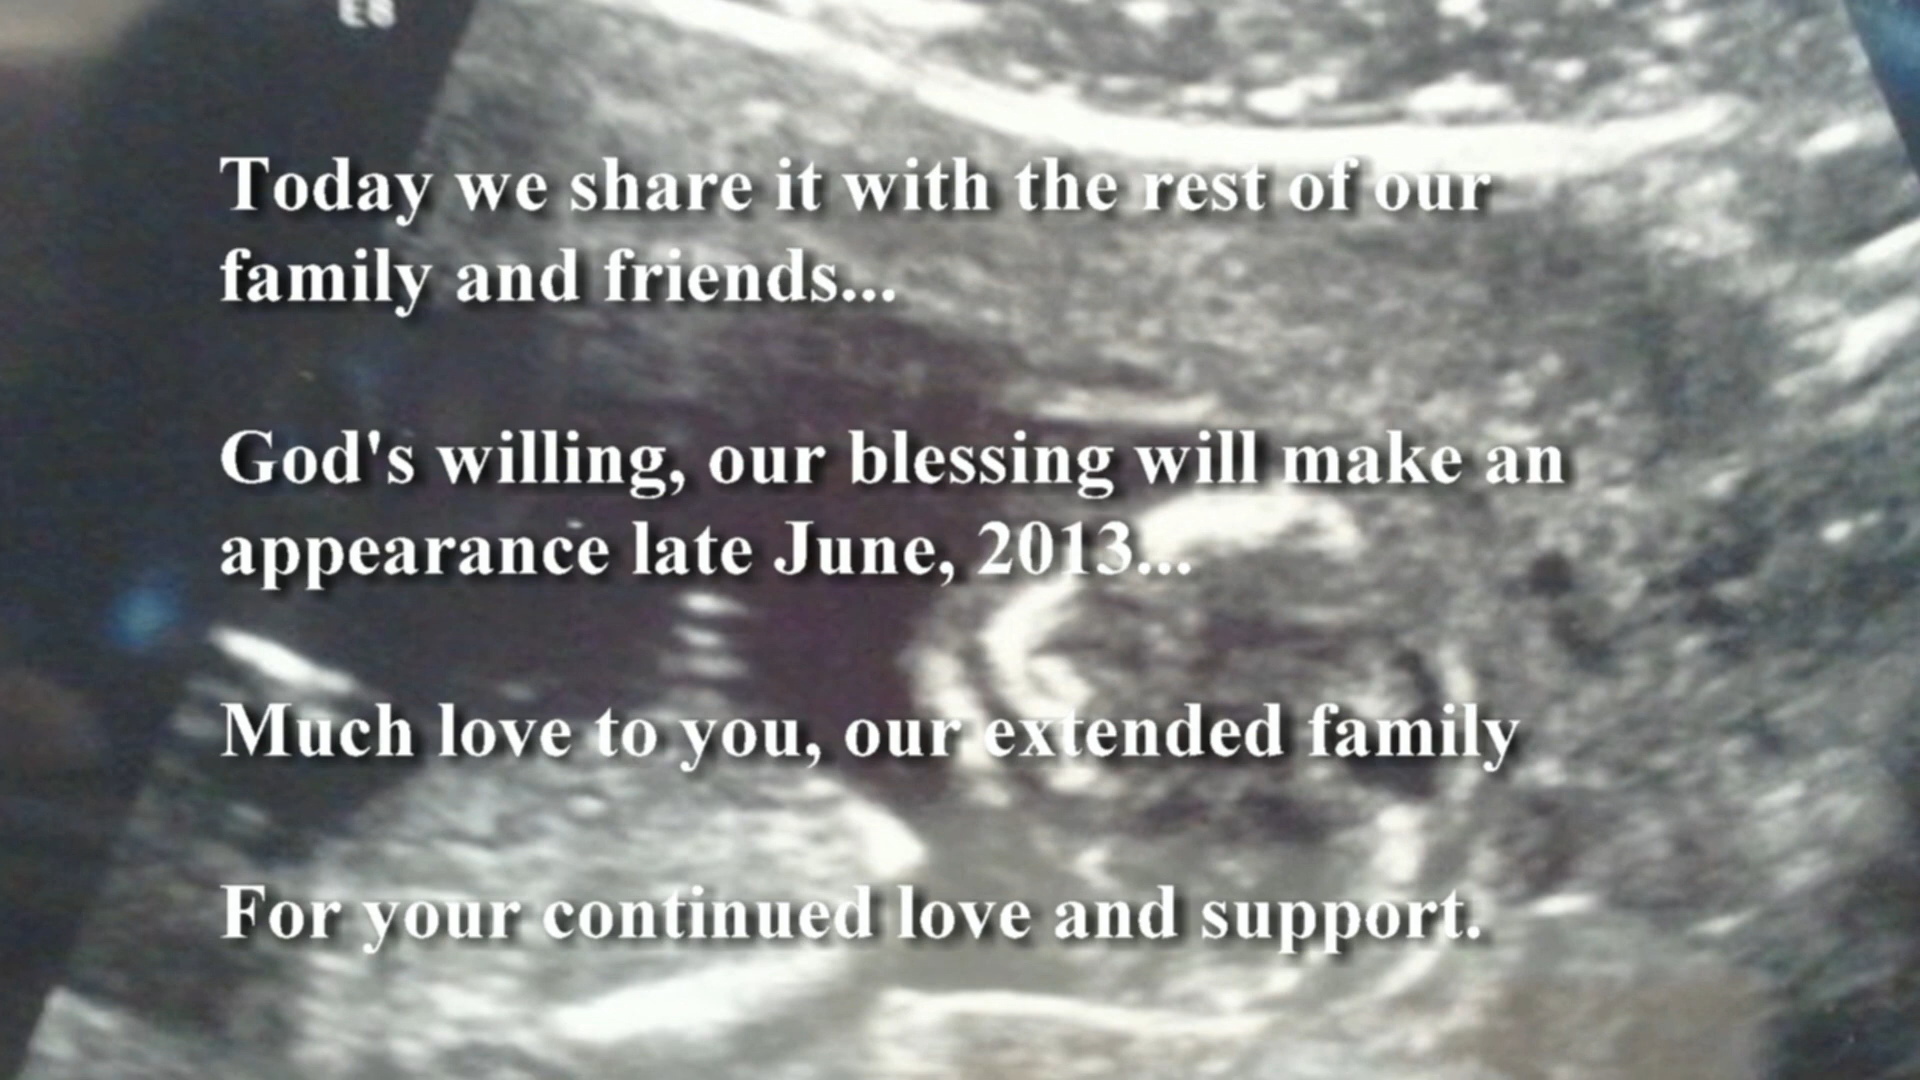 Today we share it with the rest of our
family and friends...
God's willing, our blessing will make an
appearance late June, 2013...
Much love to you, our extended family
For your continued love and support.